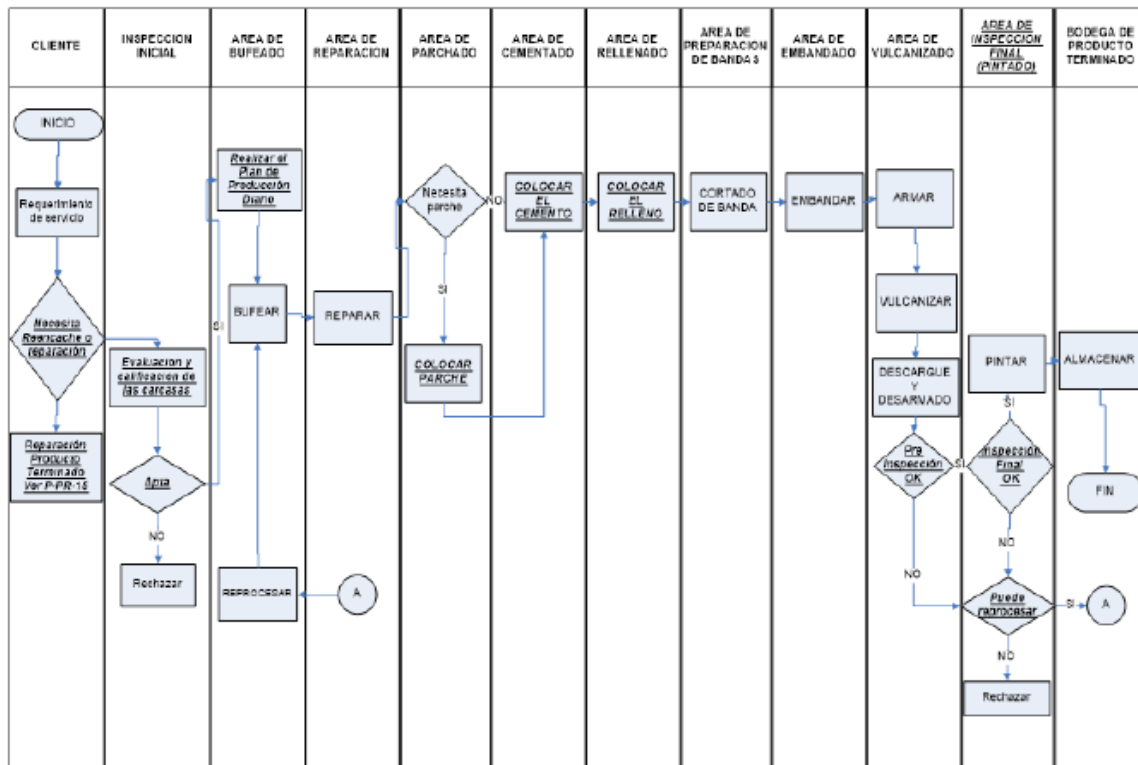 CLIENTE
INSPECCION
INICIAL
AREA DE
BUFEADO
AREA DE
REPARACION
AREA DE
PARCHADO
AREA DE
CEMENTADO
AREA DE
RELLENADO
AREA DE
PREPARACION
DE BANDAS
AREA DE
EMBANDADO
AREA DE
VULCANIZADO
AREA DE
INSPECCION
FINAL
(PINTADO)
BODEGA DE
PRODUCTO
TERMINADO
INICIO
Requerimiento
de servicio
Necesita
Reencache o
reparación
Reparación
Producto
Terminado
Ver P-PR-15
Evaluacion y
calificacion de
las carcasas
Apta
SI
NO
Rechazar
Realizar el
Plan de
Producción
Diario
BUFEAR
REPROCESAR
REPARAR
A
Necesita
parche
NO
SI
COLOCAR
PARCHE
COLOCAR
EL
CEMENTO
COLOCAR
EL
RELLENO
CORTADO
DE BANDA
EMBANDAR
ARMAR
VULCANIZAR
DESCARGUE
Y
DESARMADO
Pre
Inspección
OK
SI
NO
PINTAR
SI
Inspección
Final
OK
NO
Puede
reprocesar
SI
NO
Rechazar
ALMACENAR
FIN
A